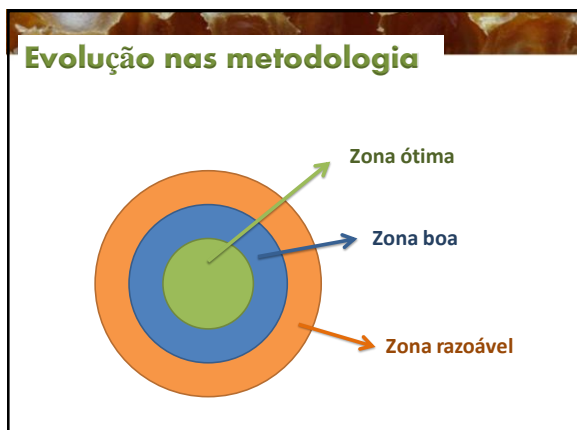 Evolução nas metodologia
Zona ótima
Zona boa
Zona razoável